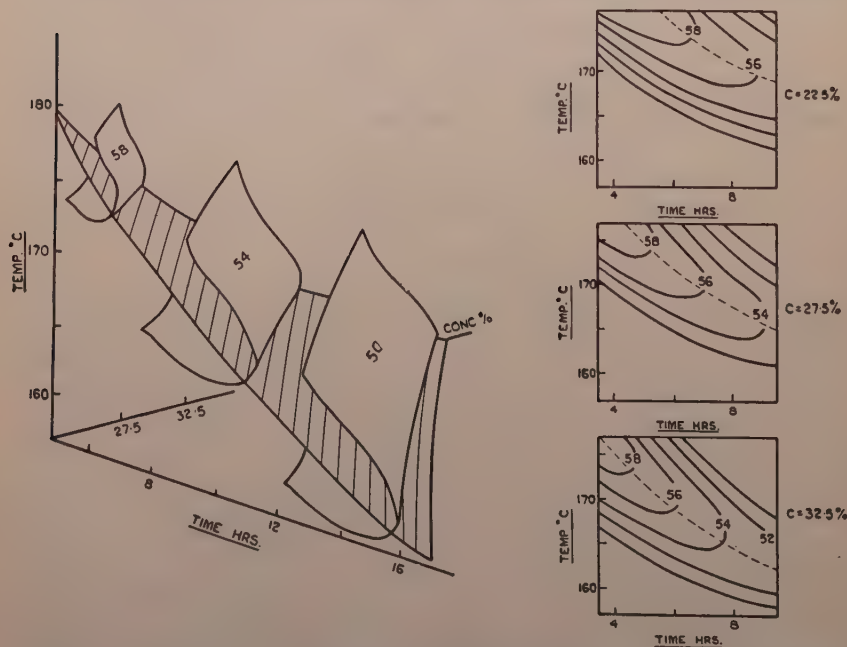 TEMP. °C
180
170
160
58
54
50
CONC %
27.5
32.5
8
12
16
TIME HRS.
TEMP. °C
170
160
58
56
C = 22.5%
4
8
TIME HRS.
TEMP. °C
170
160
58
56
54
C = 27.5%
4
8
TIME HRS.
TEMP. °C
170
160
58
56
54
52
C = 32.5%
4
8
TIME HRS.